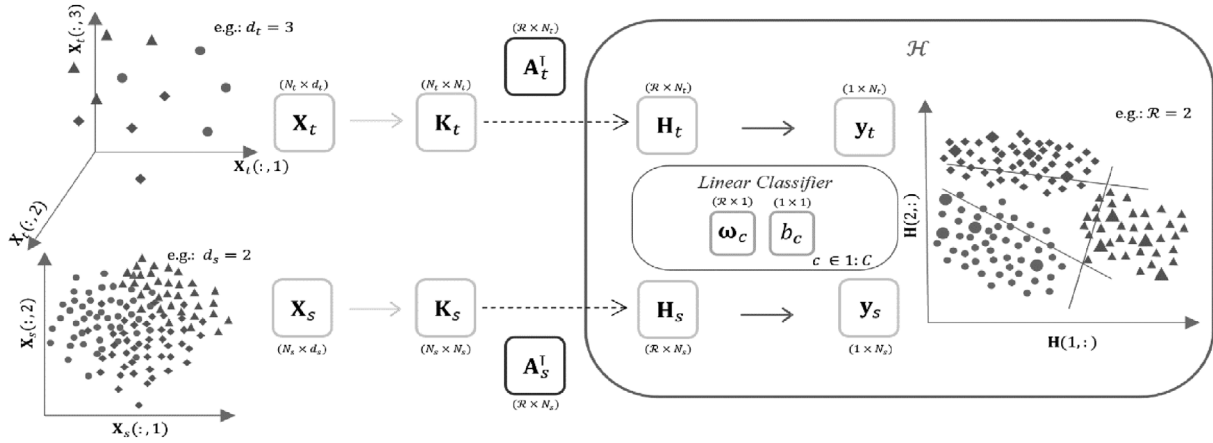 X_t(:,3)
e.g.: d_t = 3
X_t(:,1)
X_t(:,2)
(N_t × d_t)
X_t
(N_t × N_t)
K_t
(ℛ × N_t)
A_t^⊺
ℋ
(ℛ × N_t)
H_t
(1 × N_t)
y_t
Linear Classifier
(ℛ × 1)
ω_c
(1 × 1)
b_c
c ∈ 1: C
e.g.: ℛ = 2
H(2,:)
H(1,:)
e.g.: d_s = 2
X_s(:,2)
X_s(:,1)
X_s
(N_s × d_s)
K_s
(N_s × N_s)
A_s^⊺
(ℛ × N_s)
H_s
(ℛ × N_s)
y_s
(1 × N_s)